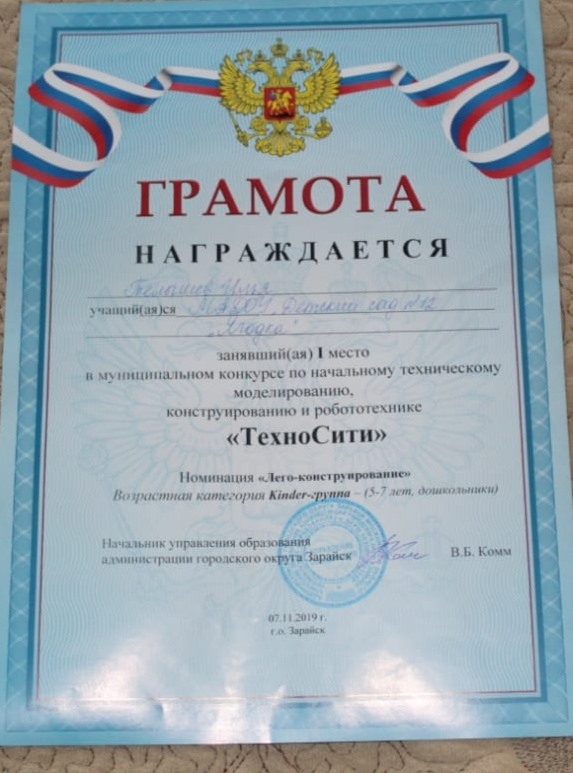 ГРАМОТА
НАГРАЖДАЕТСЯ
Илья
учащий(ая)ся МБДОУ Детский сад №12
"Ягодка"
занявший(ая) I место
в муниципальном конкурсе по начальному техническому
моделированию,
конструированию и робототехнике
«ТехноСити»
Номинация «Лего-конструирование»
Возрастная категория Kinder-группа – (5-7 лет, дошкольники)
Начальник управления образования
администрации городского округа Зарайск
В.Б. Комм
07.11.2019 г.
г.о. Зарайск